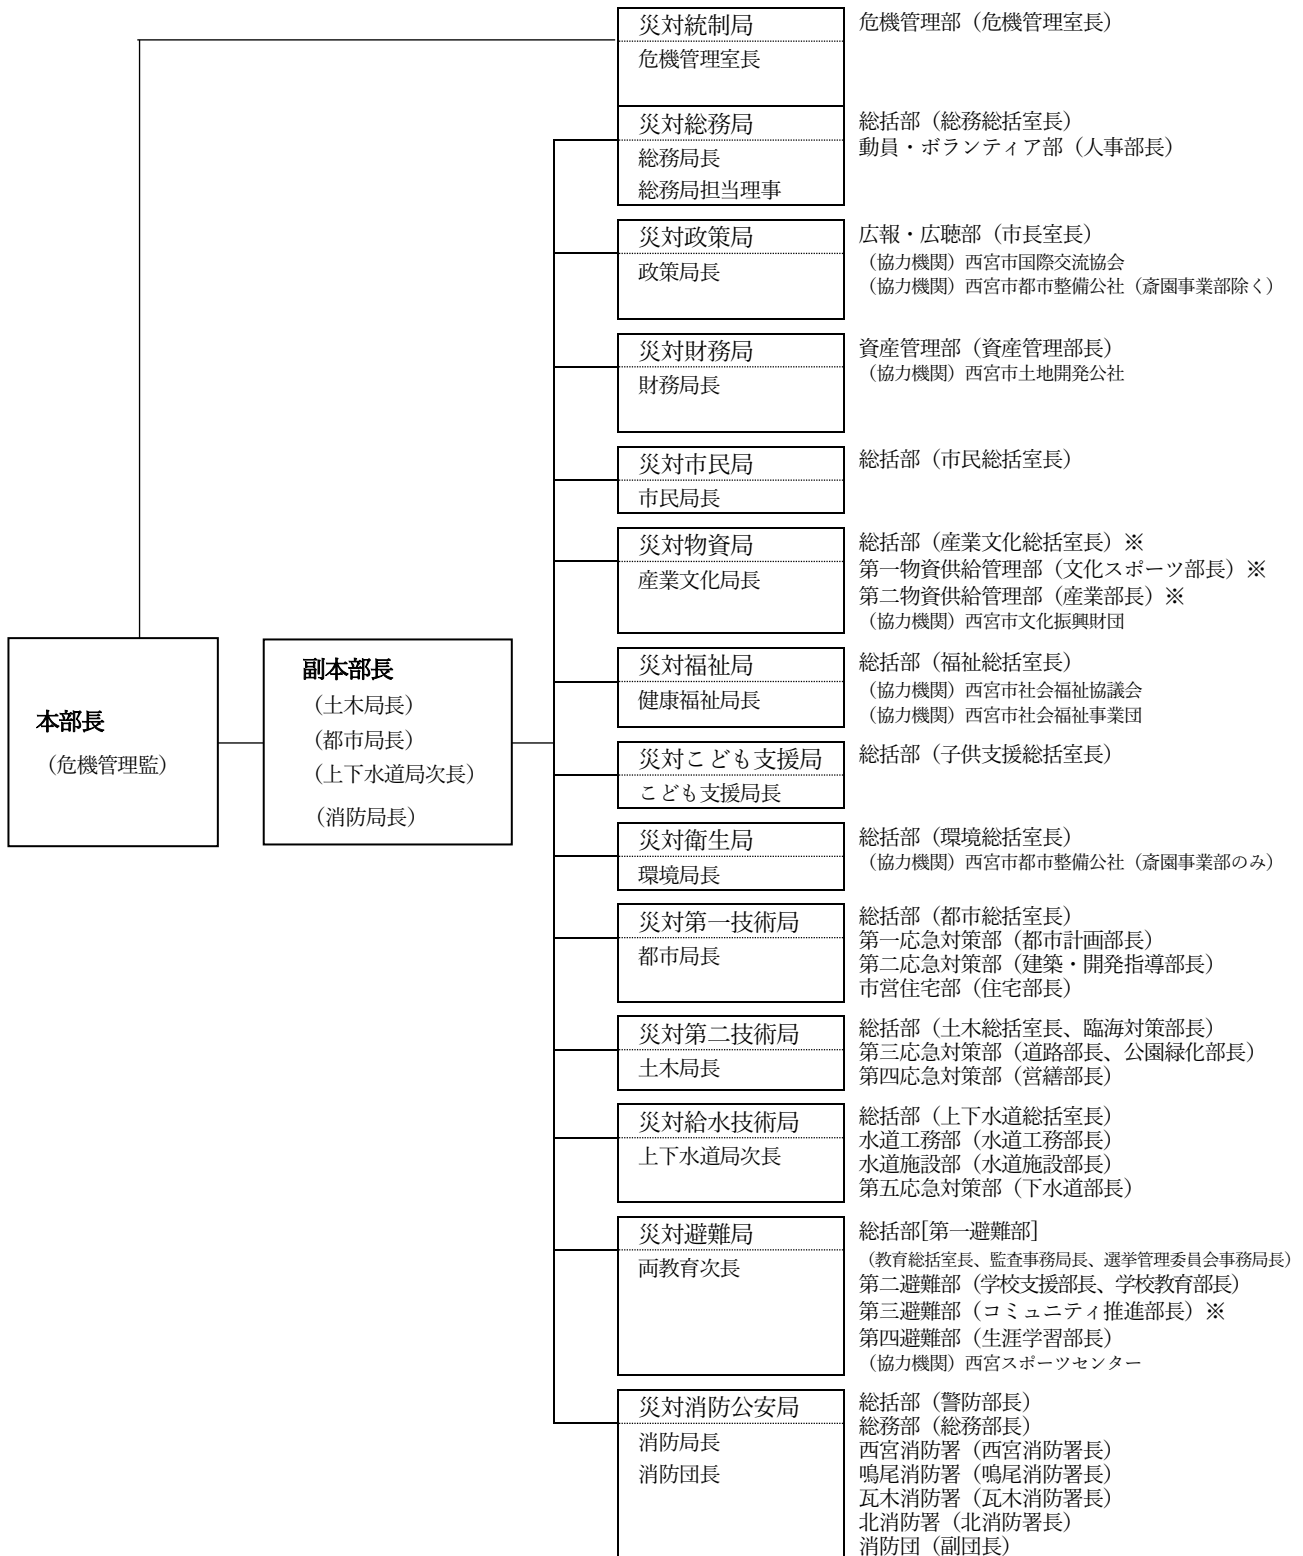 災対統制局
危機管理室長
危機管理部（危機管理室長）
災対総務局
総務局長
総務局担当理事
総括部（総務総括室長）
動員・ボランティア部（人事部長）
災対政策局
政策局長
広報・広聴部（市長室長）
（協力機関）西宮市国際交流協会
（協力機関）西宮市都市整備公社（斎園事業部除く）
災対財務局
財務局長
資産管理部（資産管理部長）
（協力機関）西宮市土地開発公社
災対市民局
市民局長
総括部（市民総括室長）
災対物資局
産業文化局長
総括部（産業文化総括室長）※
第一物資供給管理部（文化スポーツ部長）※
第二物資供給管理部（産業部長）※
（協力機関）西宮市文化振興財団
本部長
（危機管理監）
副本部長
（土木局長）
（都市局長）
（上下水道局次長）
（消防局長）
災対福祉局
健康福祉局長
総括部（福祉総括室長）
（協力機関）西宮市社会福祉協議会
（協力機関）西宮市社会福祉事業団
災対こども支援局
こども支援局長
総括部（子供支援総括室長）
災対衛生局
環境局長
総括部（環境総括室長）
（協力機関）西宮市都市整備公社（斎園事業部のみ）
災対第一技術局
都市局長
総括部（都市総括室長）
第一応急対策部（都市計画部長）
第二応急対策部（建築・開発指導部長）
市営住宅部（住宅部長）
災対第二技術局
土木局長
総括部（土木総括室長、臨海対策部長）
第三応急対策部（道路部長、公園緑化部長）
第四応急対策部（営繕部長）
災対給水技術局
上下水道局次長
総括部（上下水道総括室長）
水道工務部（水道工務部長）
水道施設部（水道施設部長）
第五応急対策部（下水道部長）
災対避難局
両教育次長
総括部[第一避難部]
（教育総括室長、監査事務局長、選挙管理委員会事務局長）
第二避難部（学校支援部長、学校教育部長）
第三避難部（コミュニティ推進部長）※
第四避難部（生涯学習部長）
（協力機関）西宮スポーツセンター
災対消防公安局
消防局長
消防団長
総括部（警防部長）
総務部（総務部長）
西宮消防署（西宮消防署長）
鳴尾消防署（鳴尾消防署長）
瓦木消防署（瓦木消防署長）
北消防署（北消防署長）
消防団（副団長）